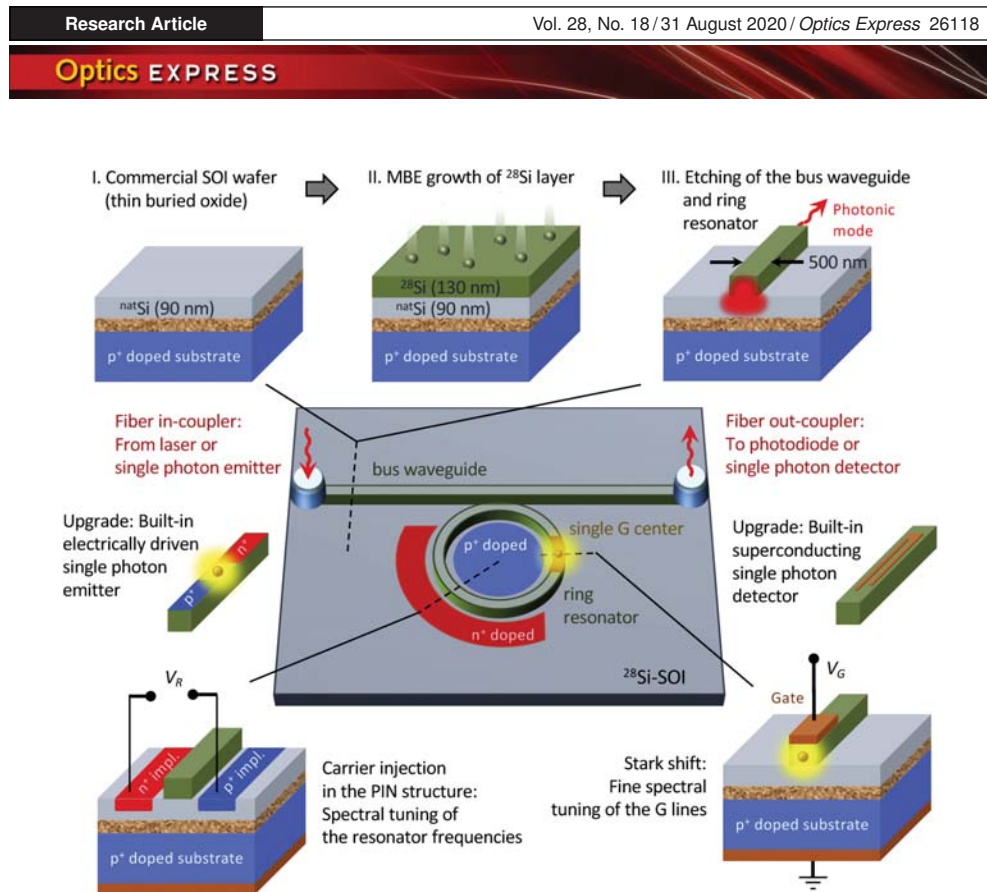 Research Article
Vol. 28, No. 18 / 31 August 2020 / Optics Express 26118
Optics EXPRESS
I. Commercial SOI wafer
(thin buried oxide)
II. MBE growth of ²⁸Si layer
III. Etching of the bus waveguide
and ring
resonator
Photonic
mode
500 nm
ⁿᵃᵗSi (90 nm)
p⁺ doped substrate
²⁸Si (130 nm)
ⁿᵃᵗSi (90 nm)
p⁺ doped substrate
p⁺ doped substrate
Fiber in-coupler:
From laser or
single photon emitter
Fiber out-coupler:
To photodiode or
single photon detector
bus waveguide
Upgrade: Built-in
electrically driven
single photon
emitter
n⁺
p⁺
p⁺ doped
single G center
ring
resonator
n⁺ doped
²⁸Si-SOI
Upgrade: Built-in
superconducting
single photon
detector
V_R
n⁺ impl.
p⁺ impl.
p⁺ doped substrate
Carrier injection
in the PIN structure:
Spectral tuning of
the resonator frequencies
Stark shift:
Fine spectral
tuning of the G lines
V_G
Gate
p⁺ doped substrate